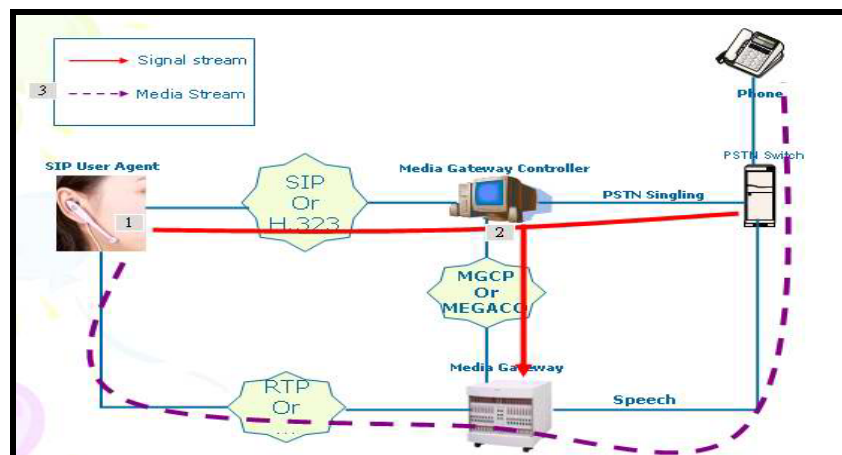 Signal stream
3
Media Stream
Phone
PSTN Switch
SIP User Agent
Media Gateway Controller
SIP
Or
H.323
PSTN Singling
1
2
MGCP
Or
MEGACO
Media Gateway
RTP
Or
...
Speech